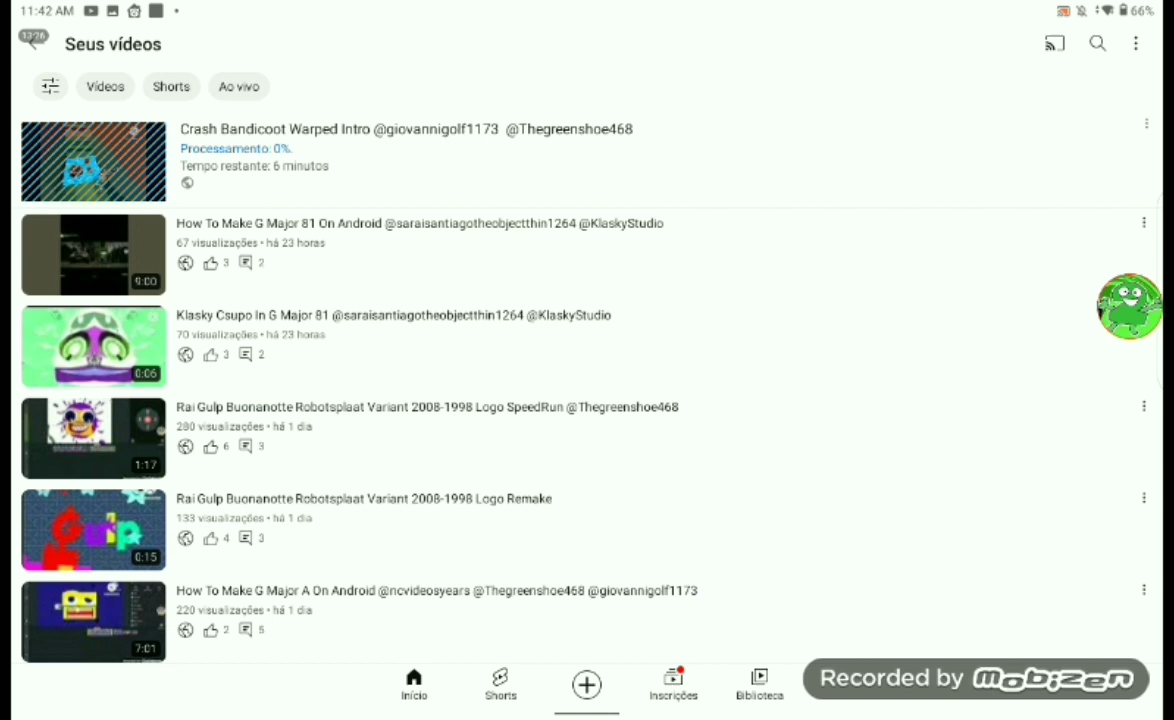 11:42 AM
66%
13:26
Seus vídeos
Vídeos
Shorts
Ao vivo
Crash Bandicoot Warped Intro @giovannigolf1173 @Thegreenshoe468
Processamento: 0%.
Tempo restante: 6 minutos
How To Make G Major 81 On Android @saraisantiagotheobjectthin1264 @KlaskyStudio
67 visualizações • há 23 horas
3 2
9:00
Klasky Csupo In G Major 81 @saraisantiagotheobjectthin1264 @KlaskyStudio
70 visualizações • há 23 horas
3 2
0:06
Rai Gulp Buonanotte Robotsplaat Variant 2008-1998 Logo SpeedRun @Thegreenshoe468
280 visualizações • há 1 dia
6 3
1:17
Rai Gulp Buonanotte Robotsplaat Variant 2008-1998 Logo Remake
133 visualizações • há 1 dia
4 3
Gulp
0:15
How To Make G Major A On Android @ncvideosyears @Thegreenshoe468 @giovannigolf1173
220 visualizações • há 1 dia
2 5
7:01
Início
Shorts
Inscrições
Biblioteca
Recorded by mobizen